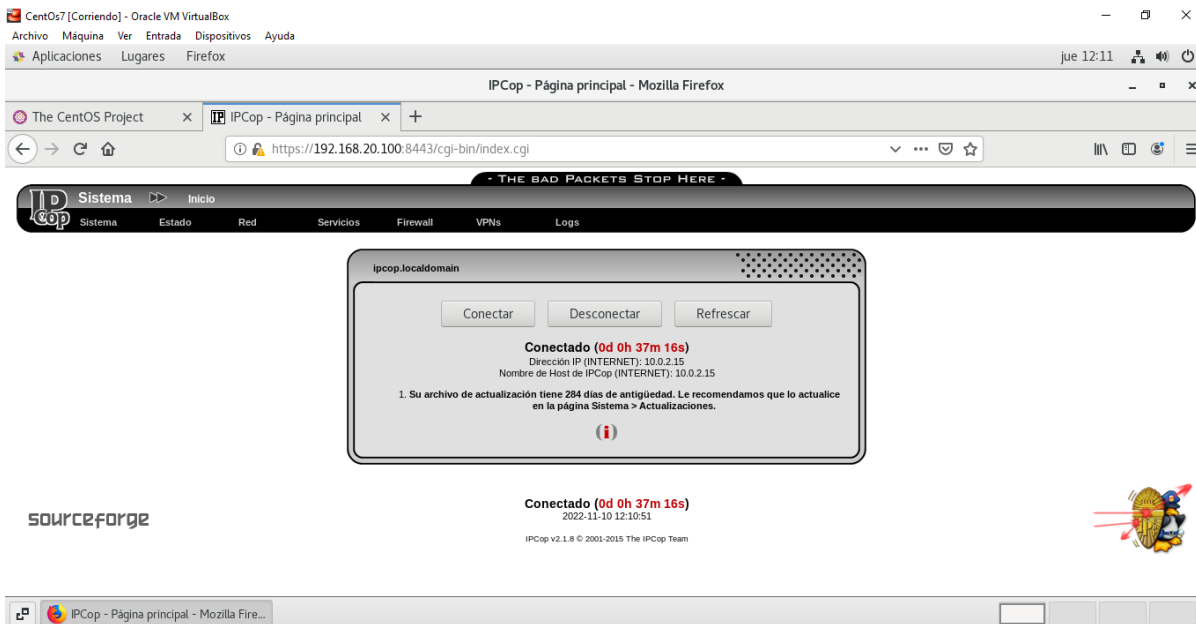 CentOs7 [Corriendo] - Oracle VM VirtualBox
Archivo Máquina Ver Entrada Dispositivos Ayuda
Aplicaciones Lugares Firefox jue 12:11
IPCop - Página principal - Mozilla Firefox
The CentOS Project IP IPCop - Página principal
https://192.168.20.100:8443/cgi-bin/index.cgi
- THE BAD PACKETS STOP HERE -
IPCop Sistema Inicio
Sistema Estado Red Servicios Firewall VPNs Logs
ipcop.localdomain
Conectar Desconectar Refrescar
Conectado (0d 0h 37m 16s)
Dirección IP (INTERNET): 10.0.2.15
Nombre de Host de IPCop (INTERNET): 10.0.2.15
1. Su archivo de actualización tiene 284 días de antigüedad. Le recomendamos que lo actualice
en la página Sistema > Actualizaciones.
(i)
Conectado (0d 0h 37m 16s)
2022-11-10 12:10:51
sourceforge
IPCop v2.1.8 © 2001-2015 The IPCop Team
IPCop - Página principal - Mozilla Fire...